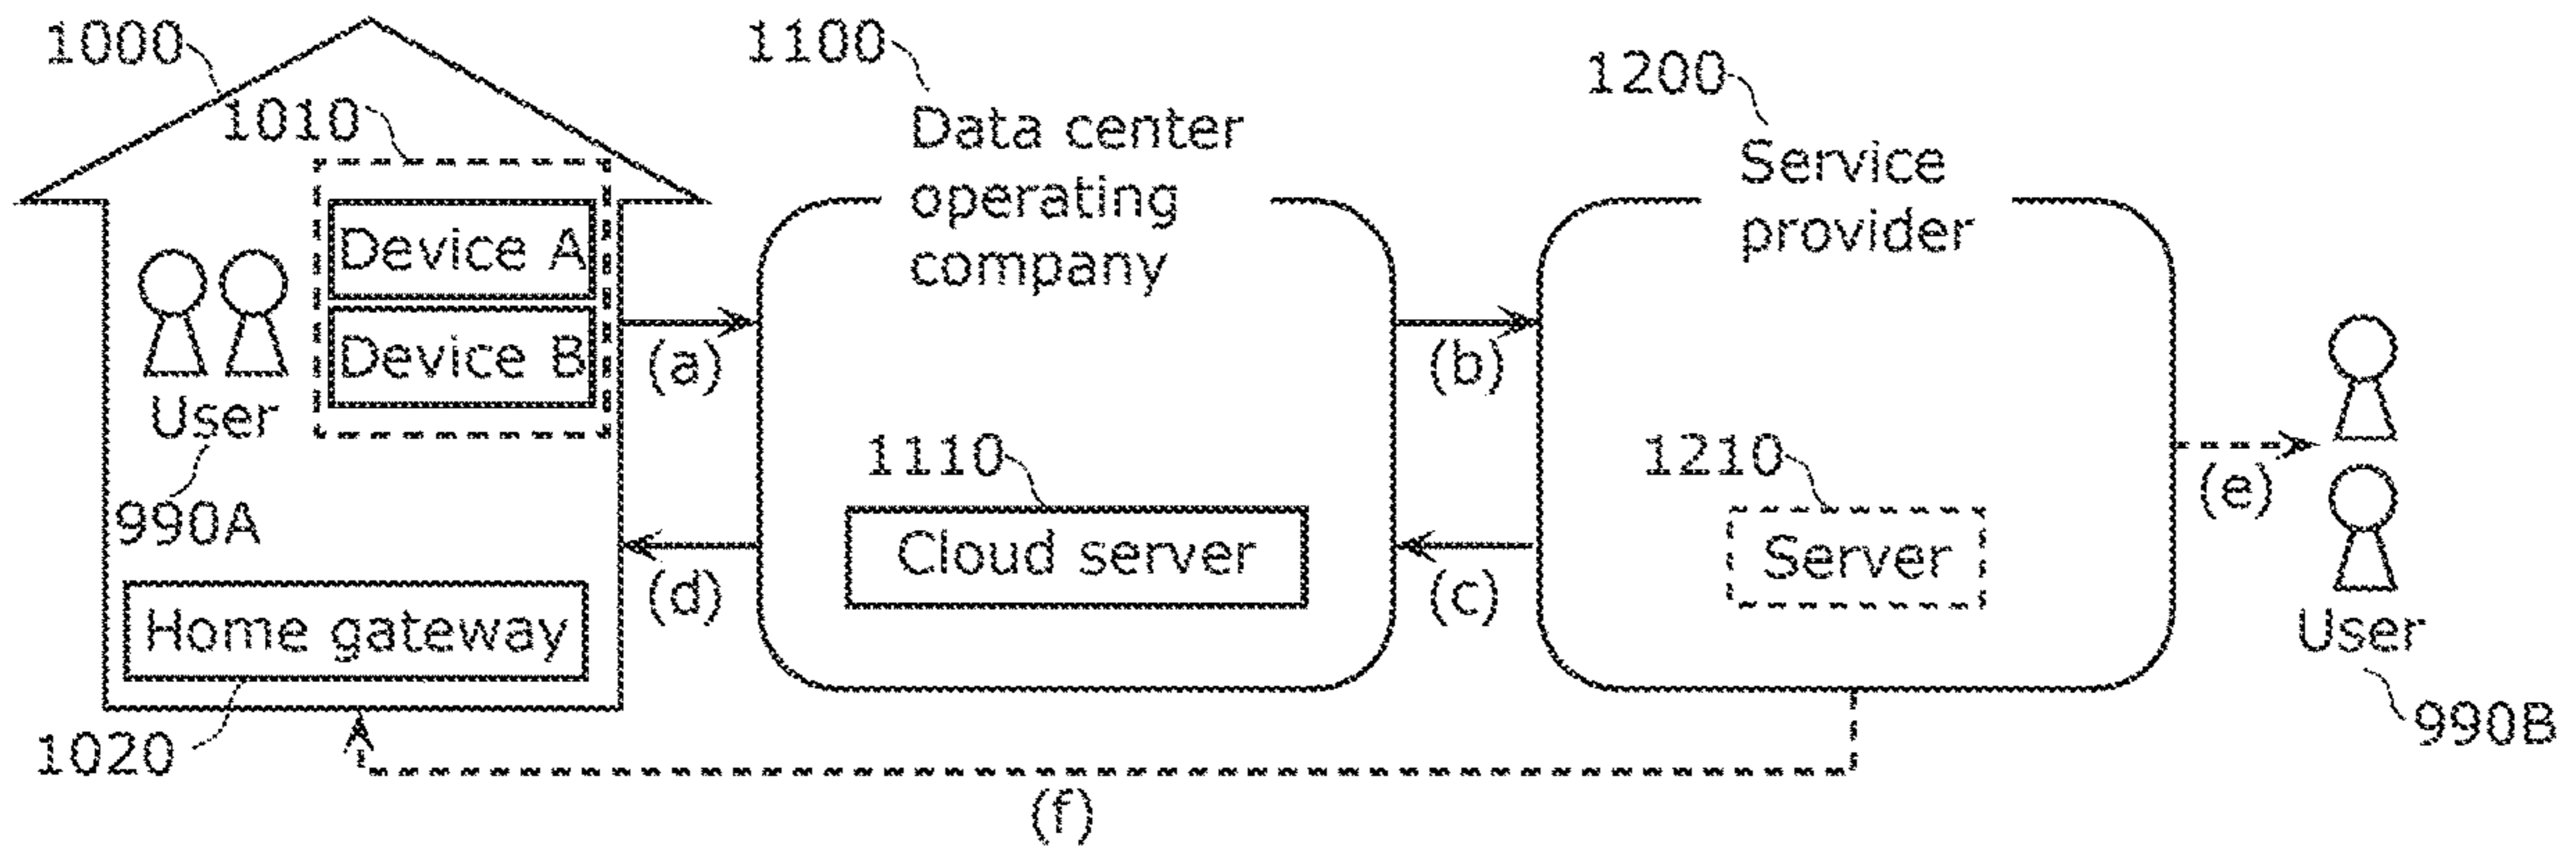 1000
1010
Device A
Device B
User
990A
Home gateway
1020
(a)
(d)
1100
Data center
operating
company
1110
Cloud server
(b)
(c)
1200
Service
provider
1210
Server
(e)
User
990B
(f)